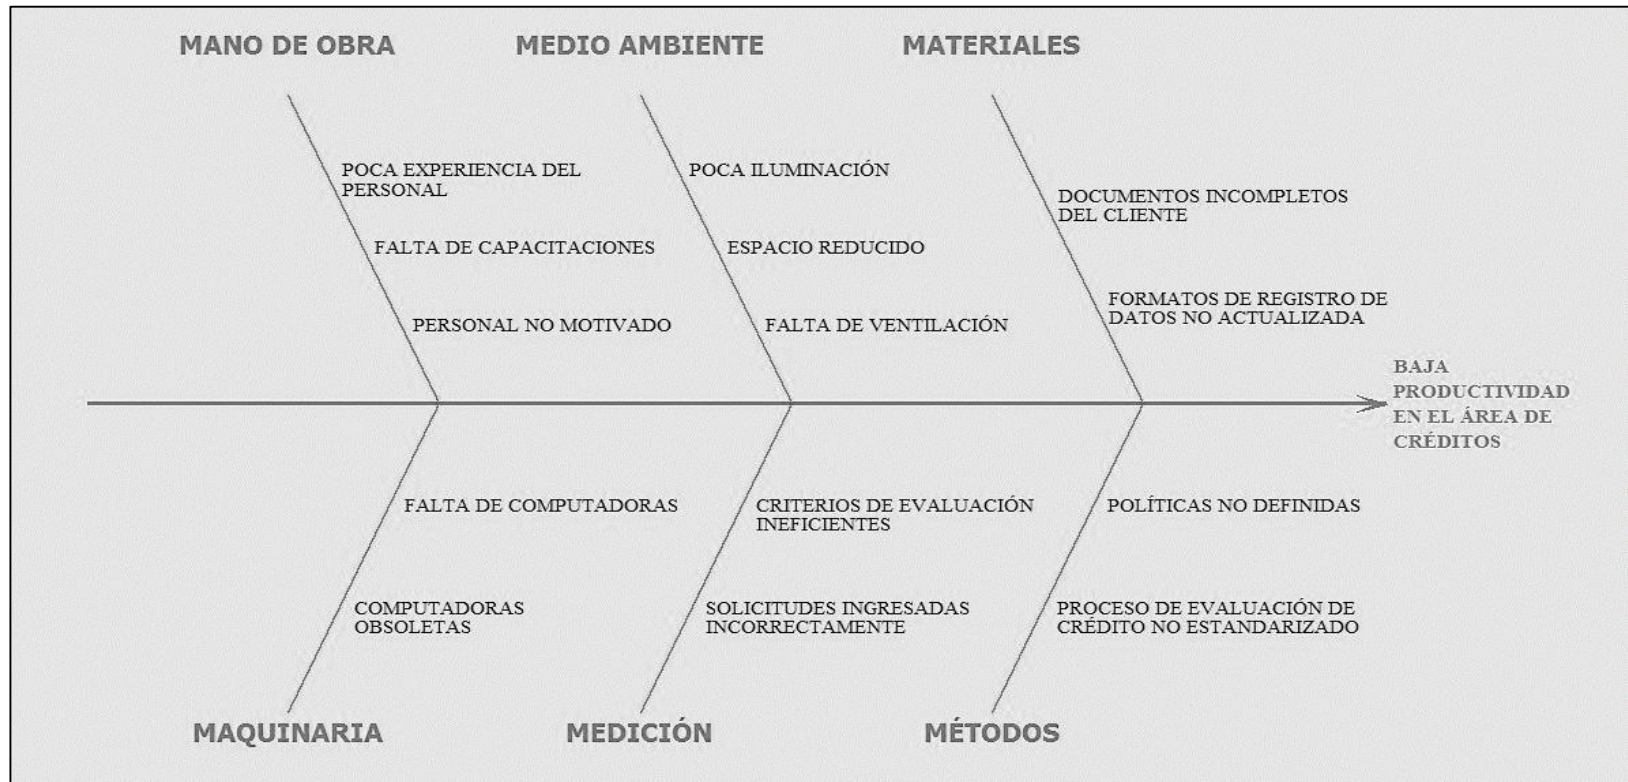 MANO DE OBRA
MEDIO AMBIENTE
MATERIALES
POCA EXPERIENCIA DEL
PERSONAL
FALTA DE CAPACITACIONES
PERSONAL NO MOTIVADO
POCA ILUMINACIÓN
ESPACIO REDUCIDO
FALTA DE VENTILACIÓN
DOCUMENTOS INCOMPLETOS
DEL CLIENTE
FORMATOS DE REGISTRO DE
DATOS NO ACTUALIZADA
BAJA
PRODUCTIVIDAD
EN EL ÁREA DE
CRÉDITOS
FALTA DE COMPUTADORAS
COMPUTADORAS
OBSOLETAS
CRITERIOS DE EVALUACIÓN
INEFICIENTES
SOLICITUDES INGRESADAS
INCORRECTAMENTE
POLÍTICAS NO DEFINIDAS
PROCESO DE EVALUACIÓN DE
CRÉDITO NO ESTANDARIZADO
MAQUINARIA
MEDICIÓN
MÉTODOS